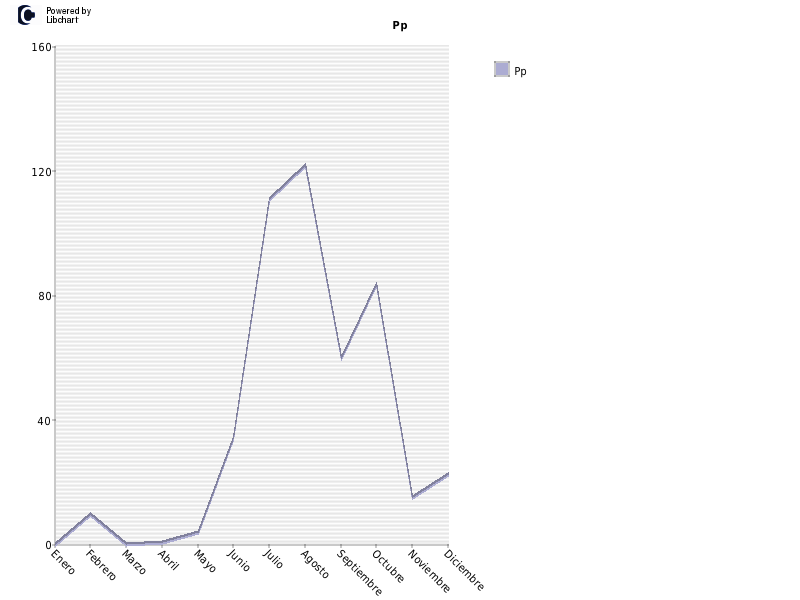 Powered by
Libchart
Pp
160
120
80
40
0
Pp
Enero
Febrero
Marzo
Abril
Mayo
Junio
Julio
Agosto
Septiembre
Octubre
Noviembre
Diciembre